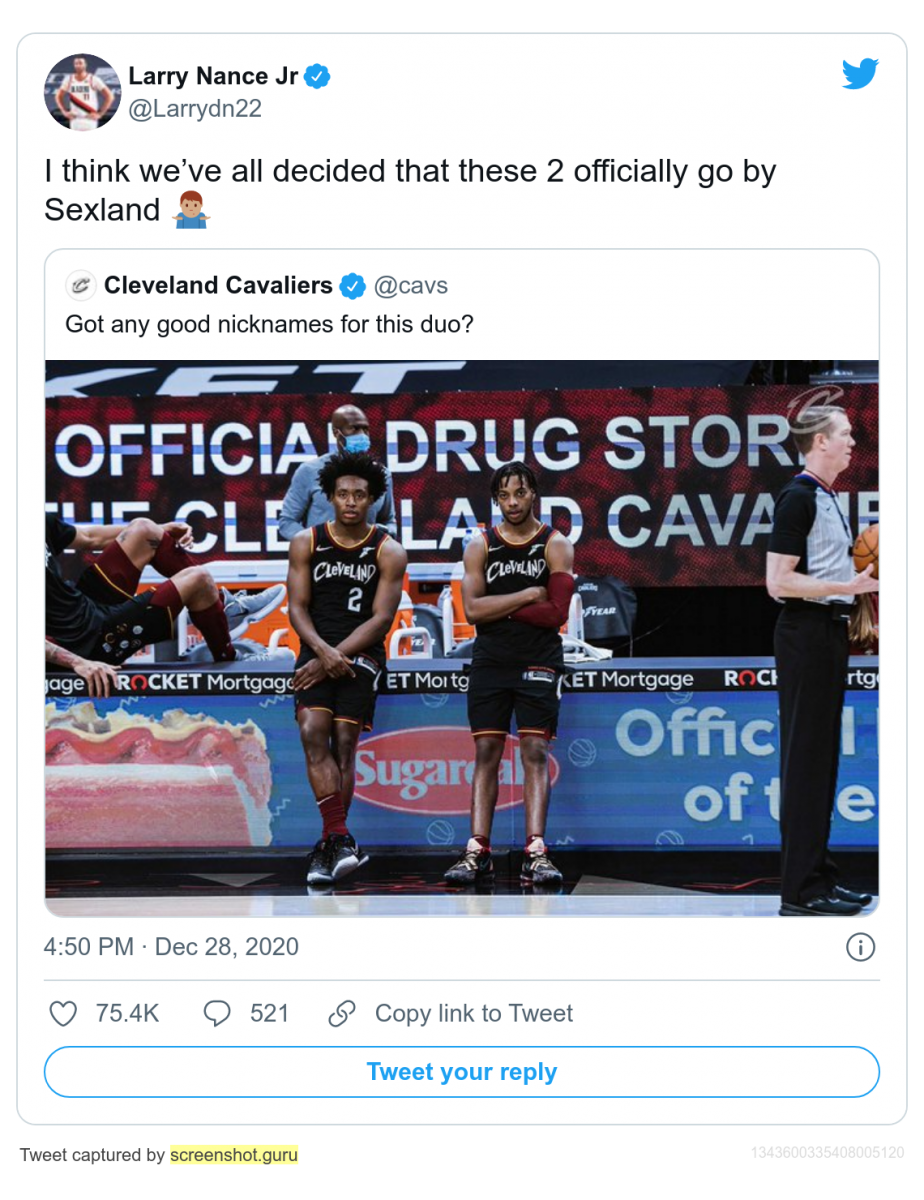 Larry Nance Jr
@Larrydn22
I think we’ve all decided that these 2 officially go by
Sexland 🤷🏽‍♂️
Cleveland Cavaliers @cavs
Got any good nicknames for this duo?
KET
OFFICIA DRUG STOR
THE CLE LAND CAVA
CLEVELAND
2
CLEVELAND
ROCKET Mortgage ET Mortg KET Mortgage ROCK rtg
Sugar
Offic
of t e
4:50 PM · Dec 28, 2020
75.4K 521 Copy link to Tweet
Tweet your reply
Tweet captured by screenshot.guru
1343600335408005120